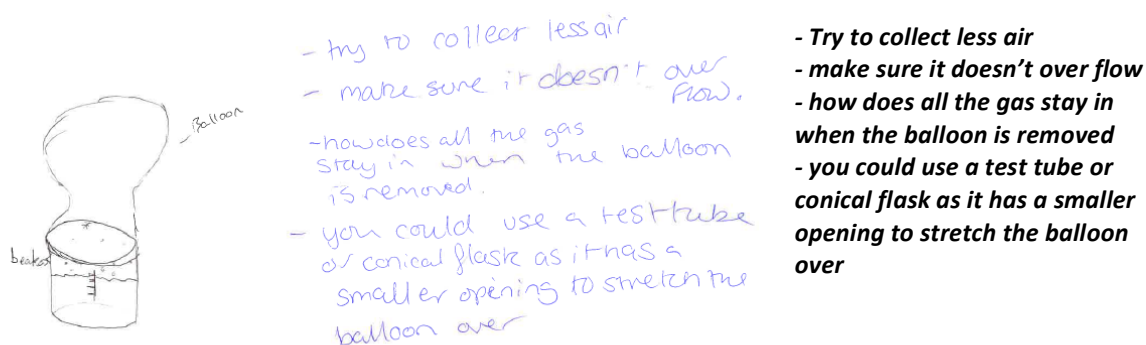 Balloon
beaker
- try to collect less air
- make sure it doesn't over
flow.
- how does all the gas
stay in when the balloon
is removed.
- you could use a test tube
or conical flask as it has a
smaller opening to stretch the
balloon over
- Try to collect less air
- make sure it doesn't over flow
- how does all the gas stay in
when the balloon is removed
- you could use a test tube or
conical flask as it has a smaller
opening to stretch the balloon
over